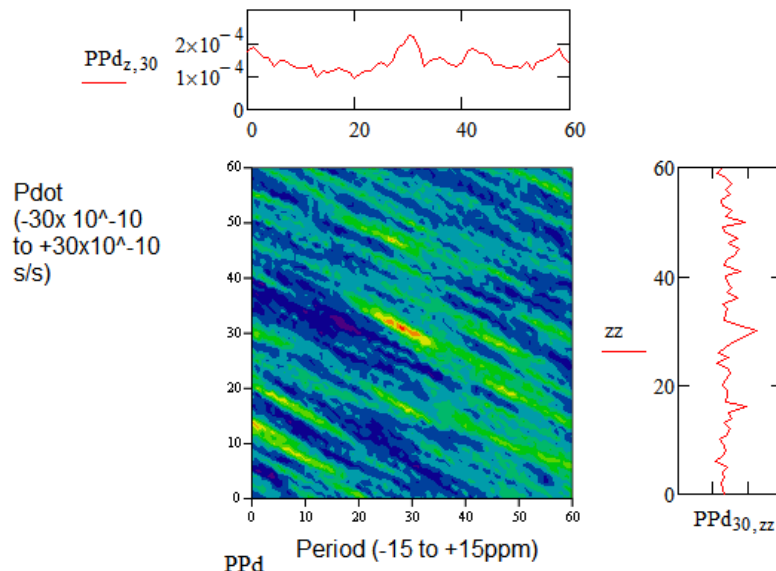 PPd_z,30
2×10^-4
1×10^-4
0
0 20 40 60
Pdot
(-30x 10^-10
to +30x10^-10
s/s)
60
50
40
30
20
10
0
0 10 20 30 40 50 60
PPd
Period (-15 to +15ppm)
zz
60
40
20
0
PPd_30,zz